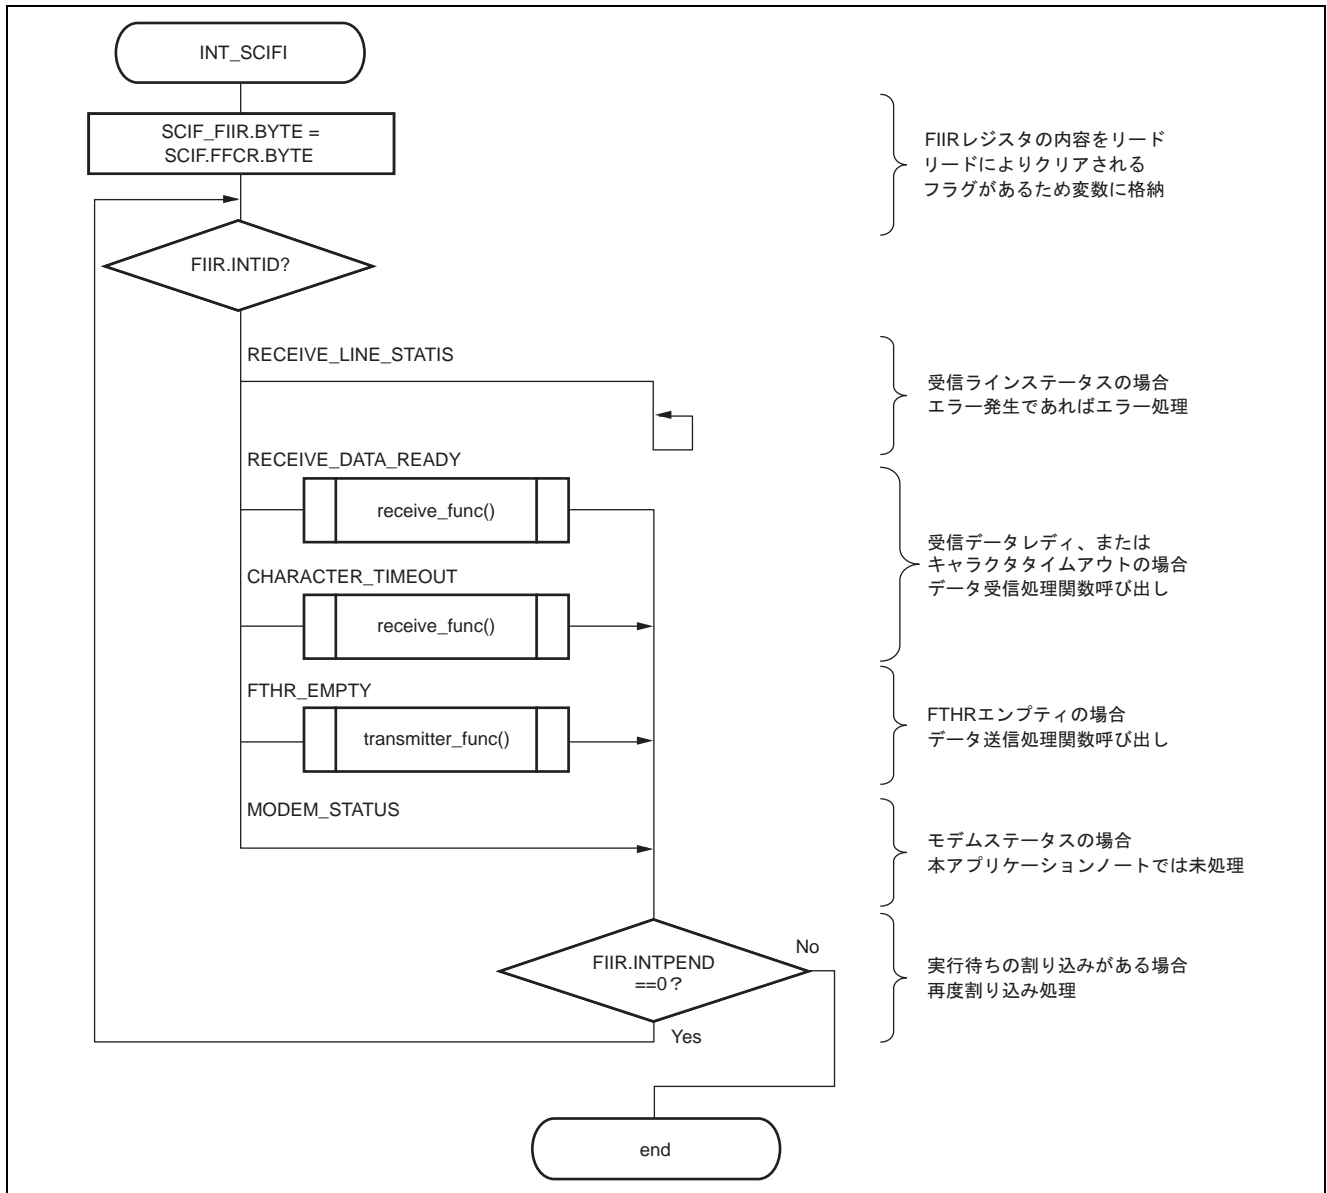 INT_SCIFI
SCIF_FIIR.BYTE =
SCIF.FFCR.BYTE
FIIRレジスタの内容をリード
リードによりクリアされる
フラグがあるため変数に格納
FIIR.INTID?
RECEIVE_LINE_STATIS
受信ラインステータスの場合
エラー発生であればエラー処理
RECEIVE_DATA_READY
receive_func()
受信データレディ、または
キャラクタタイムアウトの場合
データ受信処理関数呼び出し
CHARACTER_TIMEOUT
receive_func()
FTHR_EMPTY
transmitter_func()
FTHRエンプティの場合
データ送信処理関数呼び出し
MODEM_STATUS
モデムステータスの場合
本アプリケーションノートでは未処理
FIIR.INTPEND
==0？
No
Yes
実行待ちの割り込みがある場合
再度割り込み処理
end